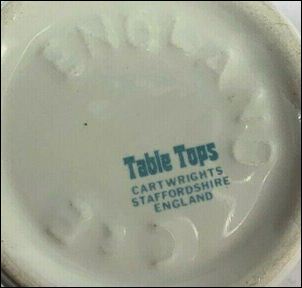 ENGLAND
Table Tops
CARTWRIGHTS
STAFFORDSHIRE
ENGLAND